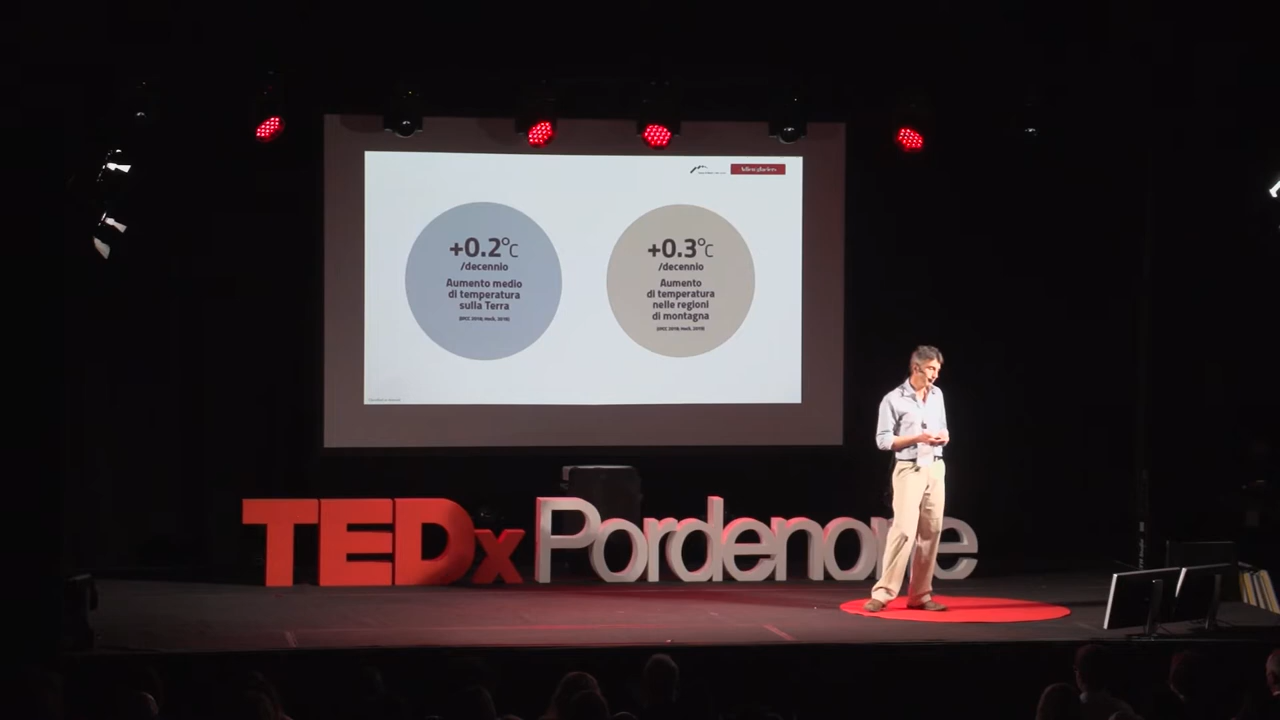 +0.2°C
/decennio
Aumento medio
di temperatura
sulla Terra
+0.3°C
/decennio
Aumento
di temperatura
nelle regioni
di montagna
TEDx Pordenone